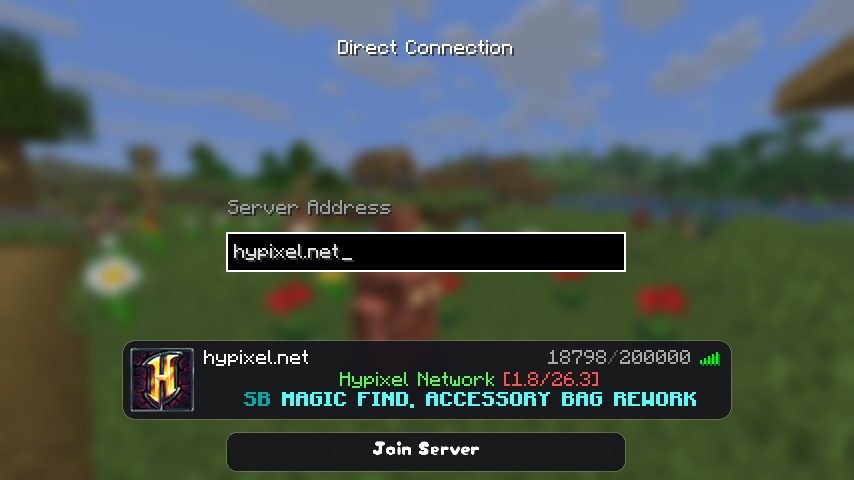 Direct Connection
Server Address
hypixel.net_
hypixel.net 18798/200000
Hypixel Network [1.8/26.3]
SB MAGIC FIND, ACCESSORY BAG REWORK
Join Server